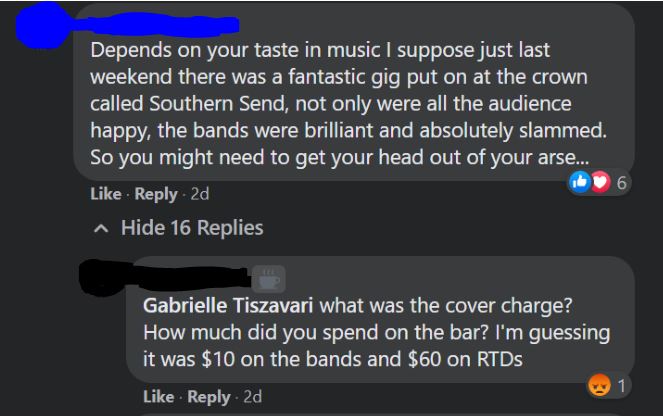 Depends on your taste in music I suppose just last
weekend there was a fantastic gig put on at the crown
called Southern Send, not only were all the audience
happy, the bands were brilliant and absolutely slammed.
So you might need to get your head out of your arse...
6
Like · Reply · 2d
Hide 16 Replies
Gabrielle Tiszavari what was the cover charge?
How much did you spend on the bar? I'm guessing
it was $10 on the bands and $60 on RTDs
1
Like · Reply · 2d